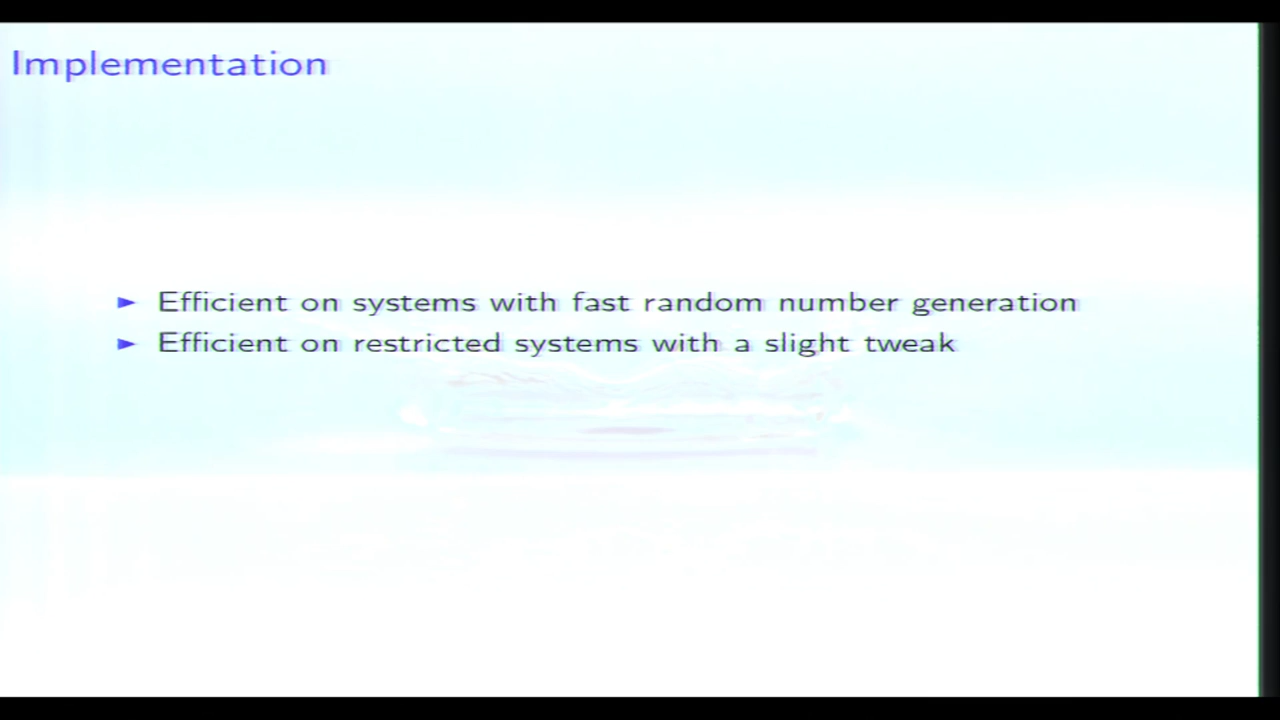 Implementation
► Efficient on systems with fast random number generation
► Efficient on restricted systems with a slight tweak